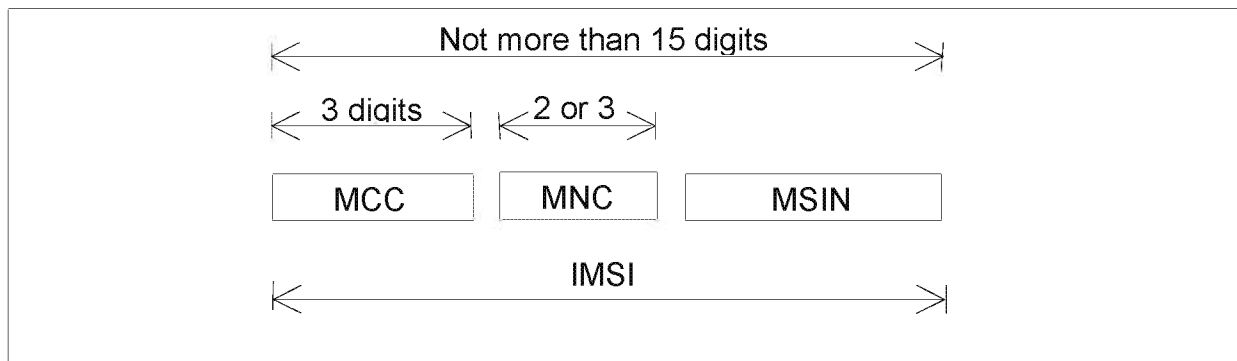 Not more than 15 digits
3 digits 2 or 3
MCC MNC MSIN
IMSI